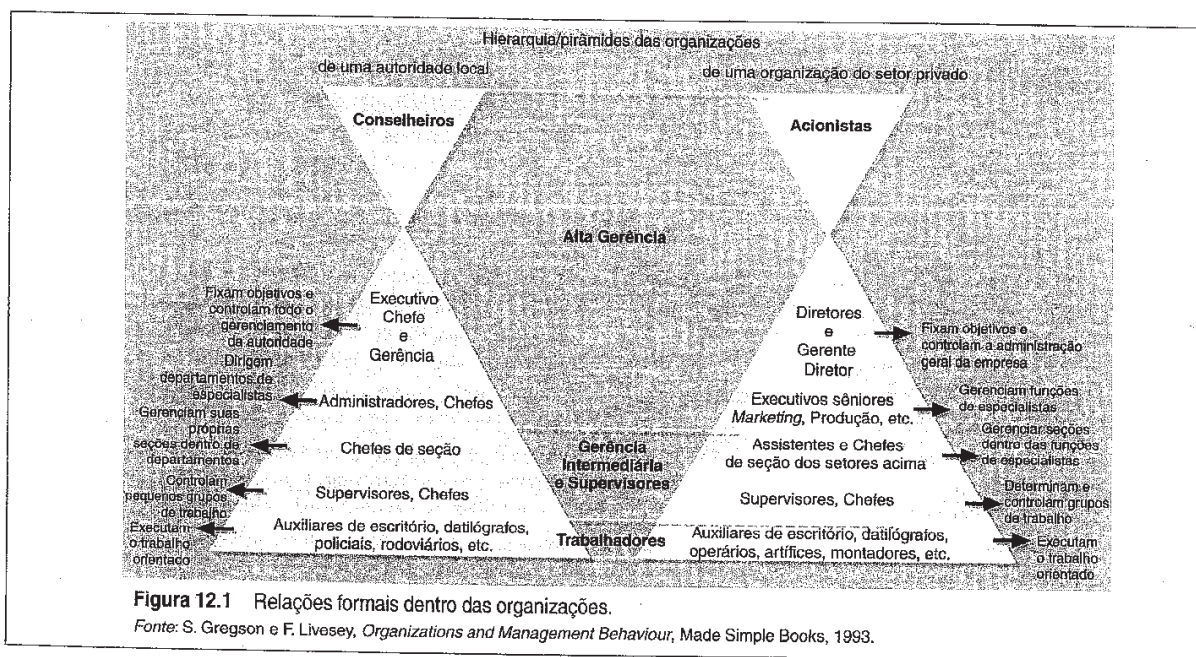 Hierarquia/pirâmides das organizações
de uma autoridade local
de uma organização do setor privado
Conselheiros
Acionistas
Alta Gerência
Fixam objetivos e
controlam todo o
gerenciamento
da autoridade
Executivo
Chefe
e
Gerência
Diretores
e
Gerente
Diretor
Fixam objetivos e
controlam a administração
geral da empresa
Dirigem
departamentos de
especialistas
Administradores, Chefes
Executivos sêniores
Marketing, Produção, etc.
Gerenciam funções
de especialistas
Gerenciam suas
próprias
seções dentro de
departamentos
Chefes de seção
Gerência
Intermediária
e Supervisores
Assistentes e Chefes
de seção dos setores acima
Gerenciar seções
dentro das funções
de especialistas
Controlam
pequenos grupos
de trabalho
Supervisores, Chefes
Supervisores, Chefes
Determinam e
controlam grupos
de trabalho
Executam
o trabalho
orientado
Auxiliares de escritório, datilógrafos,
policiais, rodoviários, etc.
Trabalhadores
Auxiliares de escritório, datilógrafos,
operários, artífices, montadores, etc.
Executam
o trabalho
orientado
Figura 12.1 Relações formais dentro das organizações.
Fonte: S. Gregson e F. Livesey, Organizations and Management Behaviour, Made Simple Books, 1993.